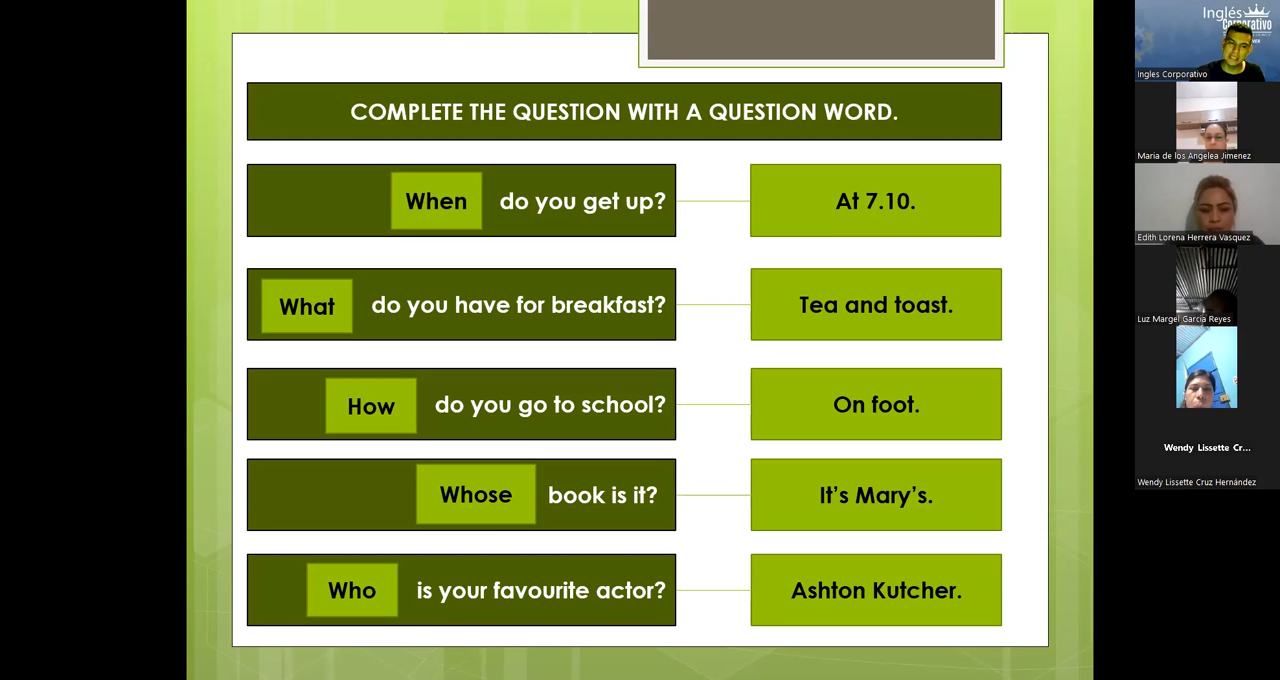 COMPLETE THE QUESTION WITH A QUESTION WORD.
When do you get up?
At 7.10.
What do you have for breakfast?
Tea and toast.
How do you go to school?
On foot.
Whose book is it?
It's Mary's.
Who is your favourite actor?
Ashton Kutcher.
Inglés
Corporativo
Ingles Corporativo
Maria de los Angelea Jimenez
Edith Lorena Herrera Vasquez
Luz Margel Garcia Reyes
Wendy Lissette Cr...
Wendy Lissette Cruz Hernández